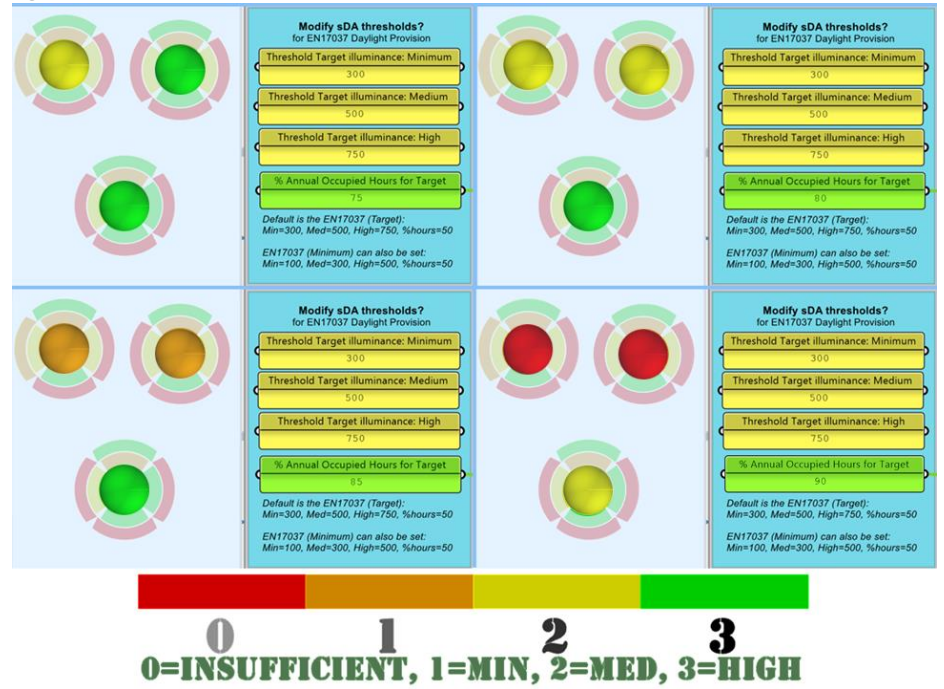 Modify sDA thresholds?
for EN17037 Daylight Provision
Threshold Target illuminance: Minimum
300
Threshold Target illuminance: Medium
500
Threshold Target illuminance: High
750
% Annual Occupied Hours for Target
75
Default is the EN17037 (Target):
Min=300, Med=500, High=750, %hours=50
EN17037 (Minimum) can also be set:
Min=100, Med=300, High=500, %hours=50
Modify sDA thresholds?
for EN17037 Daylight Provision
Threshold Target illuminance: Minimum
300
Threshold Target illuminance: Medium
500
Threshold Target illuminance: High
750
% Annual Occupied Hours for Target
80
Default is the EN17037 (Target):
Min=300, Med=500, High=750, %hours=50
EN17037 (Minimum) can also be set:
Min=100, Med=300, High=500, %hours=50
Modify sDA thresholds?
for EN17037 Daylight Provision
Threshold Target illuminance: Minimum
300
Threshold Target illuminance: Medium
500
Threshold Target illuminance: High
750
% Annual Occupied Hours for Target
85
Default is the EN17037 (Target):
Min=300, Med=500, High=750, %hours=50
EN17037 (Minimum) can also be set:
Min=100, Med=300, High=500, %hours=50
Modify sDA thresholds?
for EN17037 Daylight Provision
Threshold Target illuminance: Minimum
300
Threshold Target illuminance: Medium
500
Threshold Target illuminance: High
750
% Annual Occupied Hours for Target
90
Default is the EN17037 (Target):
Min=300, Med=500, High=750, %hours=50
EN17037 (Minimum) can also be set:
Min=100, Med=300, High=500, %hours=50
0 1 2 3
0=INSUFFICIENT, 1=MIN, 2=MED, 3=HIGH